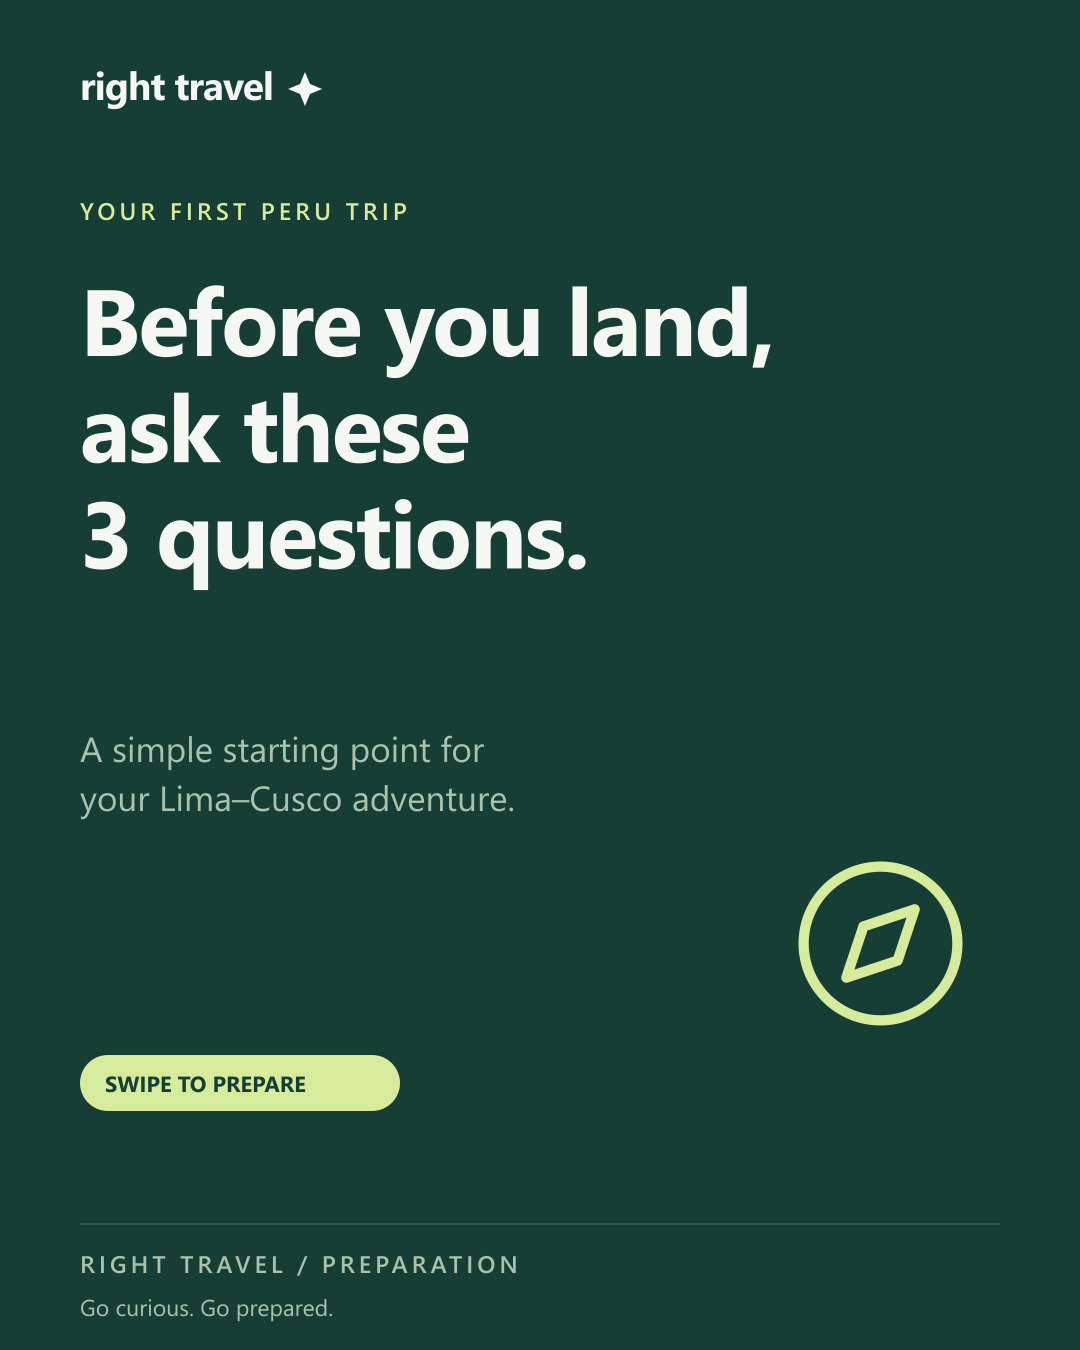 right travel
YOUR FIRST PERU TRIP
Before you land,
ask these
3 questions.
A simple starting point for
your Lima–Cusco adventure.
SWIPE TO PREPARE
RIGHT TRAVEL / PREPARATION
Go curious. Go prepared.